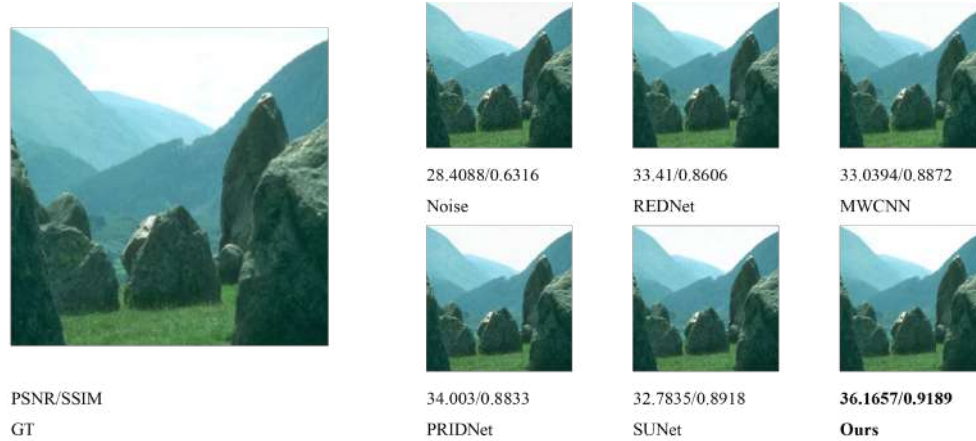 28.4088/0.6316
33.41/0.8606
33.0394/0.8872
Noise
REDNet
MWCNN
PSNR/SSIM
34.003/0.8833
32.7835/0.8918
36.1657/0.9189
GT
PRIDNet
SUNet
Ours